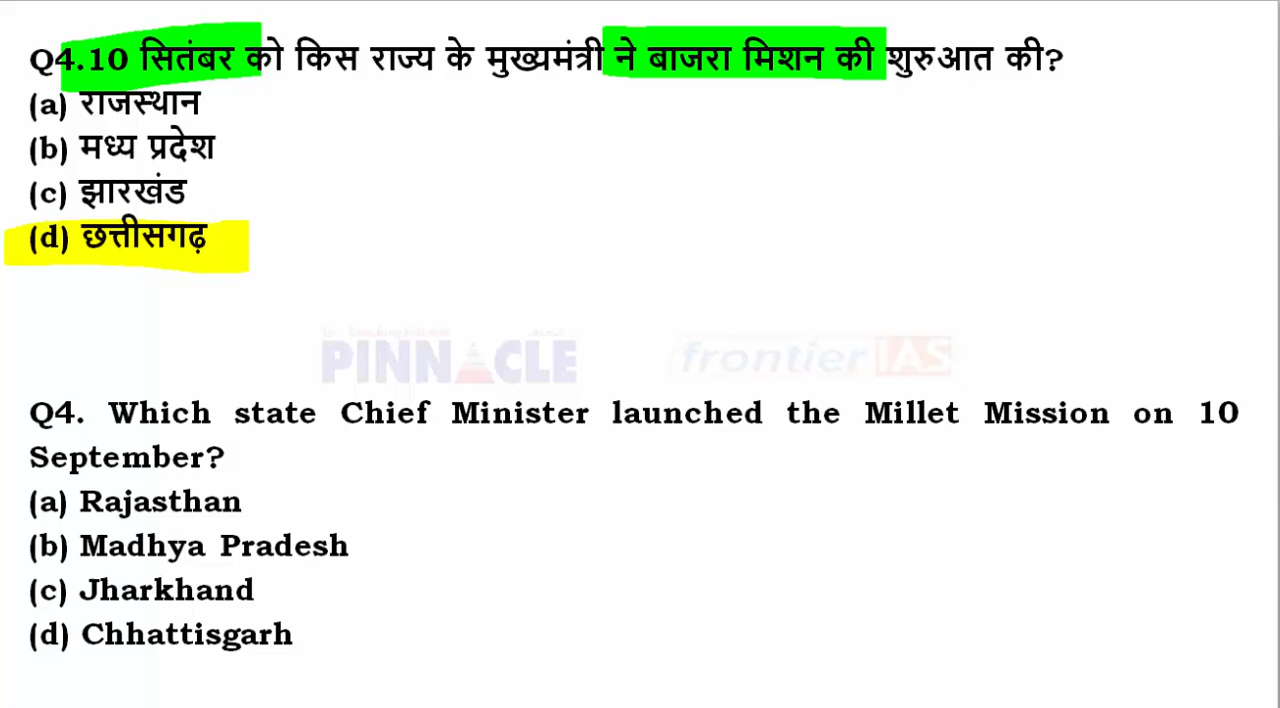 Q4.10 सितंबर को किस राज्य के मुख्यमंत्री ने बाजरा मिशन की शुरुआत की?
(a) राजस्थान
(b) मध्य प्रदेश
(c) झारखंड
(d) छत्तीसगढ़
PINNACLE frontier IAS
Q4. Which state Chief Minister launched the Millet Mission on 10
September?
(a) Rajasthan
(b) Madhya Pradesh
(c) Jharkhand
(d) Chhattisgarh